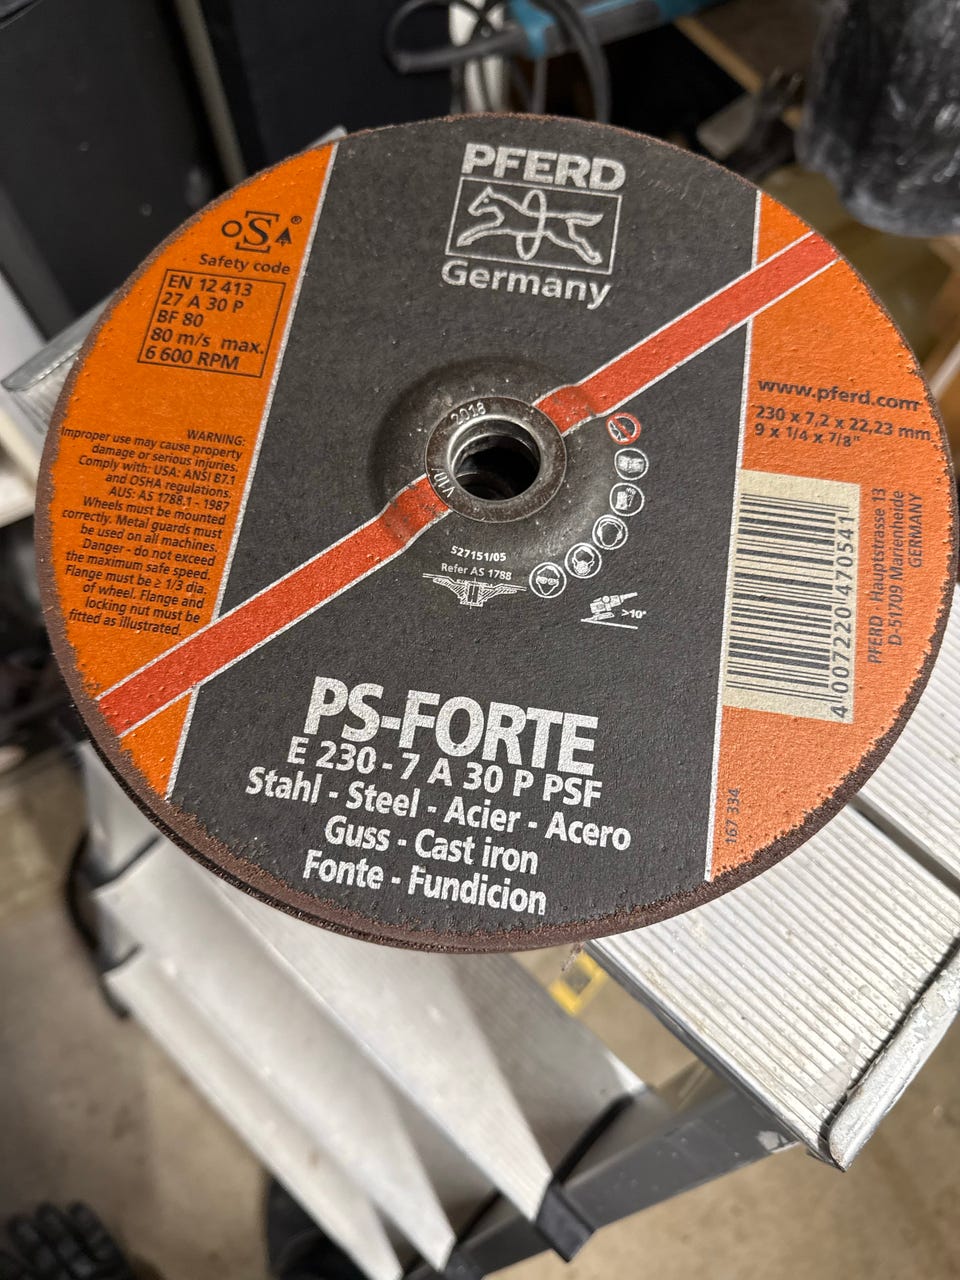 PFERD
Germany
oSa®
Safety code
EN 12 413
27 A 30 P
BF 80
80 m/s max.
6 600 RPM
WARNING:
Improper use may cause property
damage or serious injuries.
Comply with: USA: ANSI B7.1
and OSHA regulations.
AUS: AS 1788.1 - 1987
Wheels must be mounted
correctly. Metal guards must
be used on all machines.
Danger - do not exceed
the maximum safe speed.
Flange must be ≥ 1/3 dia.
of wheel. Flange and
locking nut must be
fitted as illustrated.
2018
V10/
527151/05
Refer AS 1788
>10°
www.pferd.com
230 x 7,2 x 22,23 mm
9 x 1/4 x 7/8"
4 007220 470541
PFERD · Hauptstrasse 13
D-51709 Marienheide
GERMANY
167 334
PS-FORTE
E 230 - 7 A 30 P PSF
Stahl - Steel - Acier - Acero
Guss - Cast iron
Fonte - Fundicion